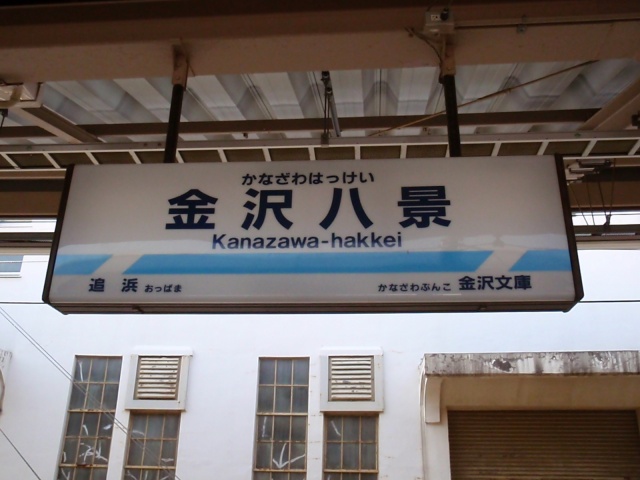 かなざわはっけい
金沢八景
Kanazawa-hakkei
追浜 おっぱま
かなざわぶんこ 金沢文庫